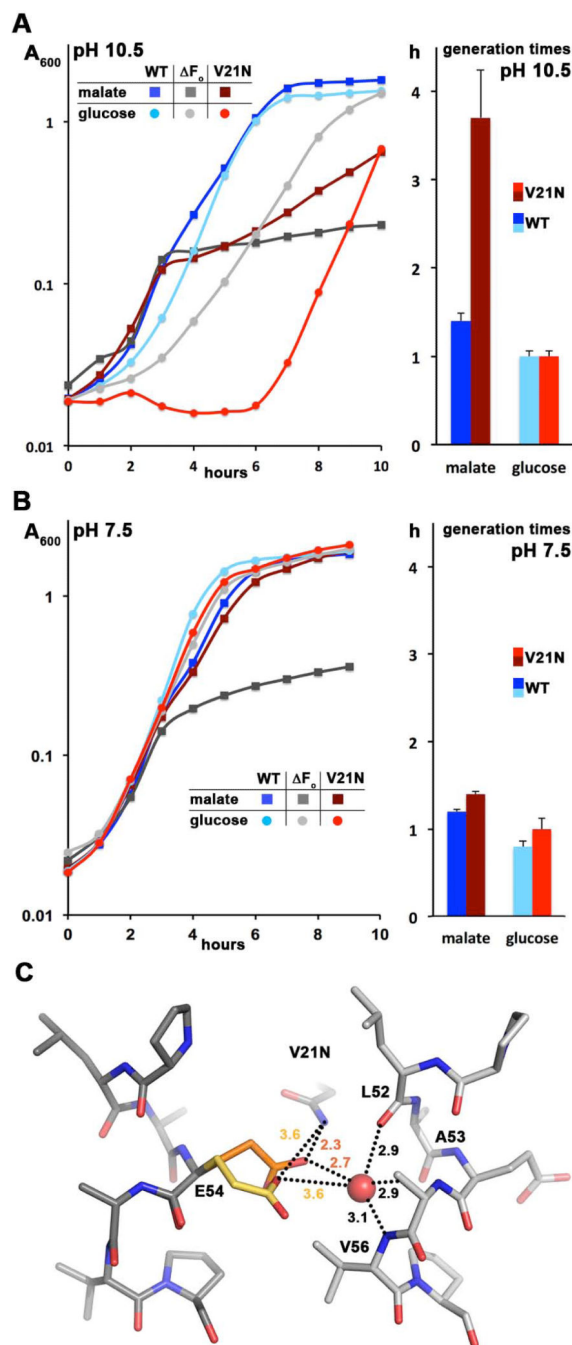 A
A600 pH 10.5
WT ΔFo V21N
malate
glucose
1
0.1
0.01
0 2 4 6 8 10
hours
h generation times
pH 10.5
4
3
2
1
0
V21N
WT
malate glucose
B
A600 pH 7.5
1
0.1
0.01
WT ΔFo V21N
malate
glucose
0 2 4 6 8 10
hours
h generation times
pH 7.5
4
3
2
1
0
V21N
WT
malate glucose
C
V21N
L52
3.6
2.3
2.7
2.9
A53
E54
3.6
2.9
3.1
V56